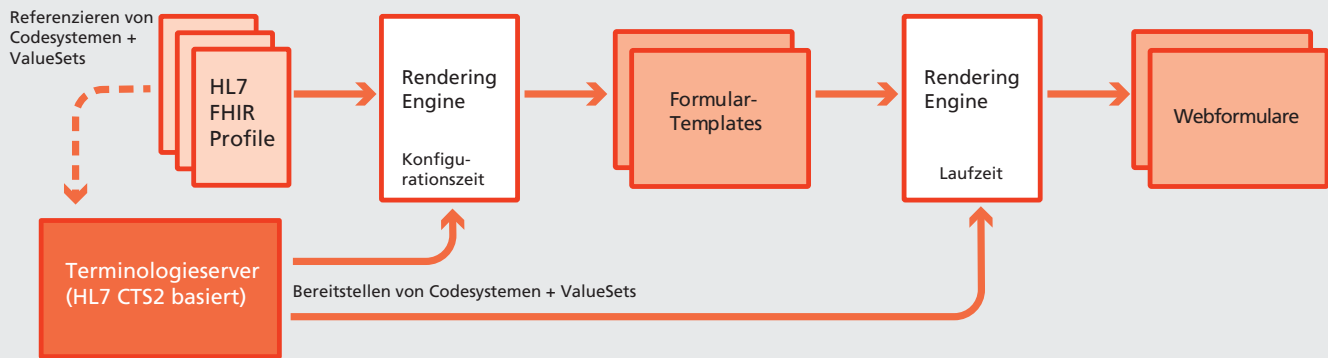 Referenzieren von
Codesystemen +
ValueSets
HL7
FHIR
Profile
Rendering
Engine
Konfigu-
rationszeit
Formular-
Templates
Rendering
Engine
Laufzeit
Webformulare
Terminologieserver
(HL7 CTS2 basiert)
Bereitstellen von Codesystemen + ValueSets